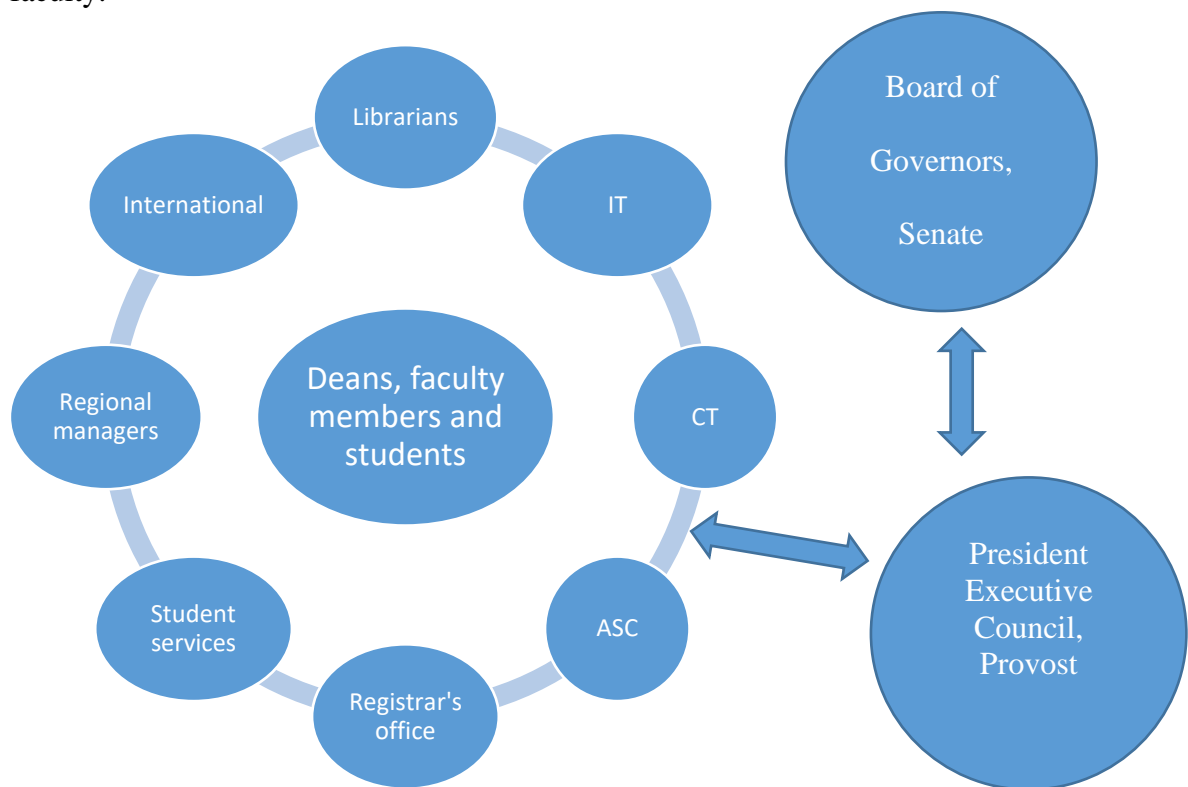 faculty.
Librarians
IT
CT
ASC
Registrar's
office
Student
services
Regional
managers
International
Deans, faculty
members and
students
Board of
Governors,
Senate
President
Executive
Council,
Provost